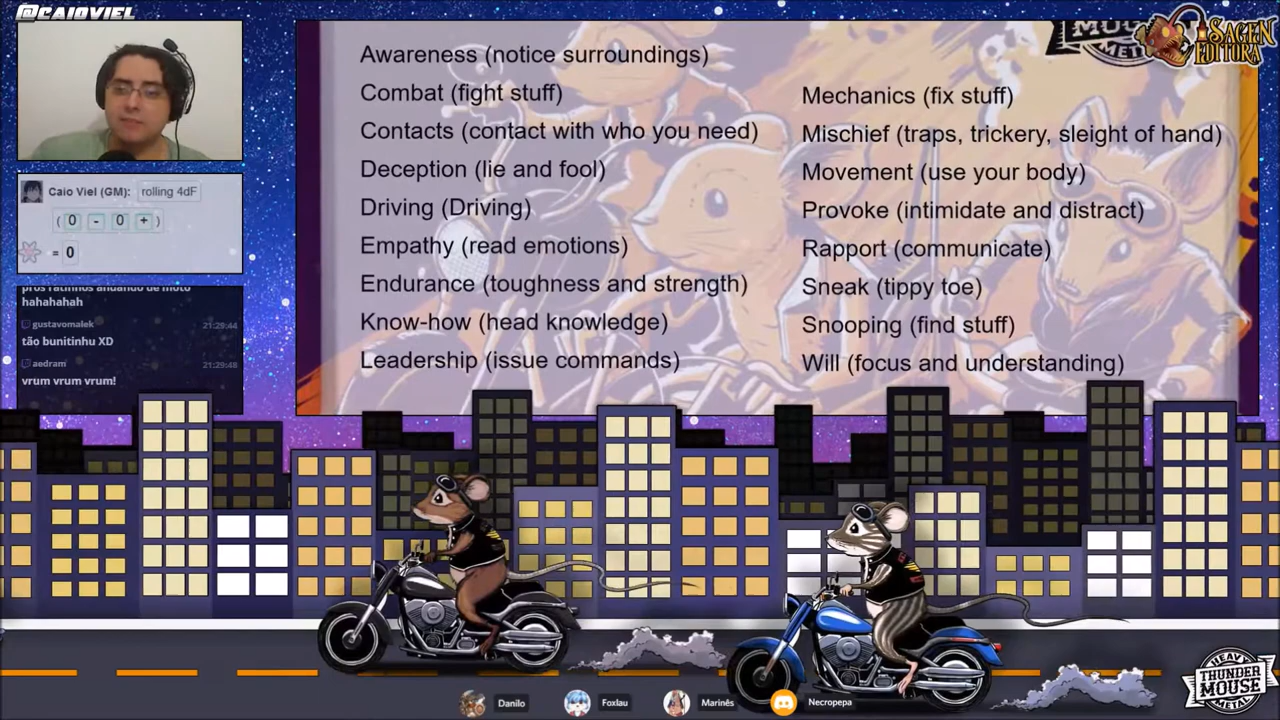 @CAIOVIEL
Caio Viel (GM): rolling 4dF
( 0 - 0 + )
= 0
pros ratinhos andando de moto
hahahahah
gustavomalek 21:29:44
tão bunitinhu XD
aedram 21:29:48
vrum vrum vrum!
Awareness (notice surroundings)
Combat (fight stuff)
Contacts (contact with who you need)
Deception (lie and fool)
Driving (Driving)
Empathy (read emotions)
Endurance (toughness and strength)
Know-how (head knowledge)
Leadership (issue commands)
Mechanics (fix stuff)
Mischief (traps, trickery, sleight of hand)
Movement (use your body)
Provoke (intimidate and distract)
Rapport (communicate)
Sneak (tippy toe)
Snooping (find stuff)
Will (focus and understanding)
MOUSE
METAL
SAGEN
EDITORA
Danilo
Foxlau
Marinês
Necropepa
HEAVY
THUNDER
MOUSE
METAL